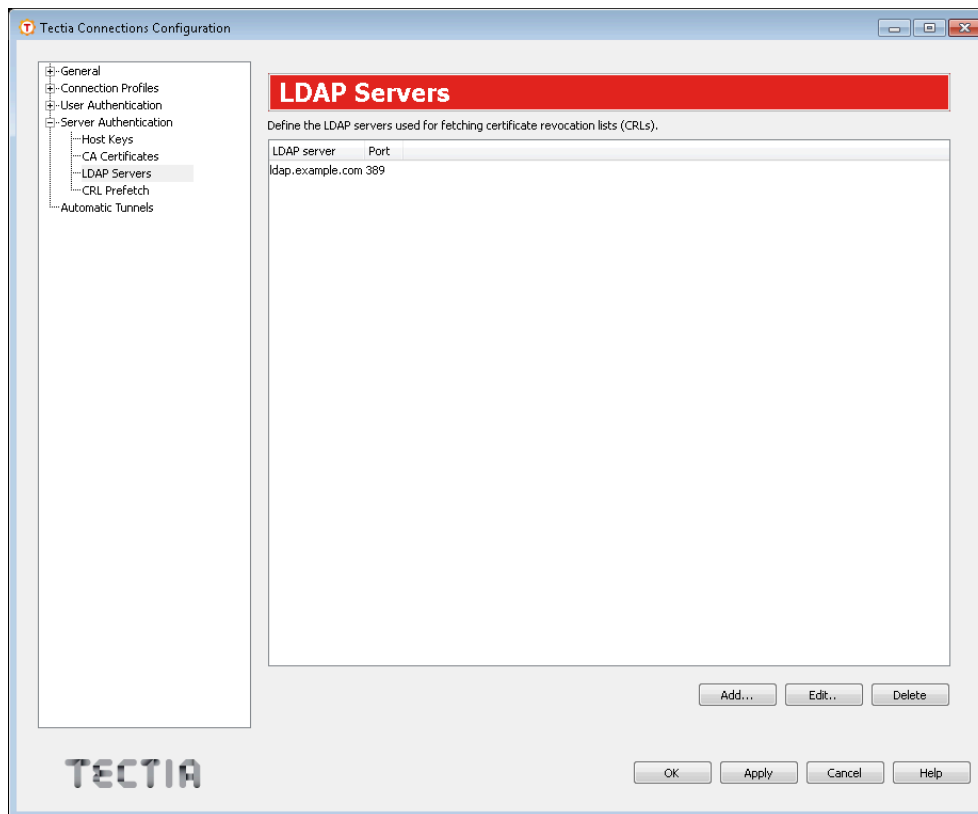 Tectia Connections Configuration
General
Connection Profiles
User Authentication
Server Authentication
Host Keys
CA Certificates
LDAP Servers
CRL Prefetch
Automatic Tunnels
LDAP Servers
Define the LDAP servers used for fetching certificate revocation lists (CRLs).
LDAP server Port
ldap.example.com 389
Add... Edit.. Delete
TECTIA
OK Apply Cancel Help